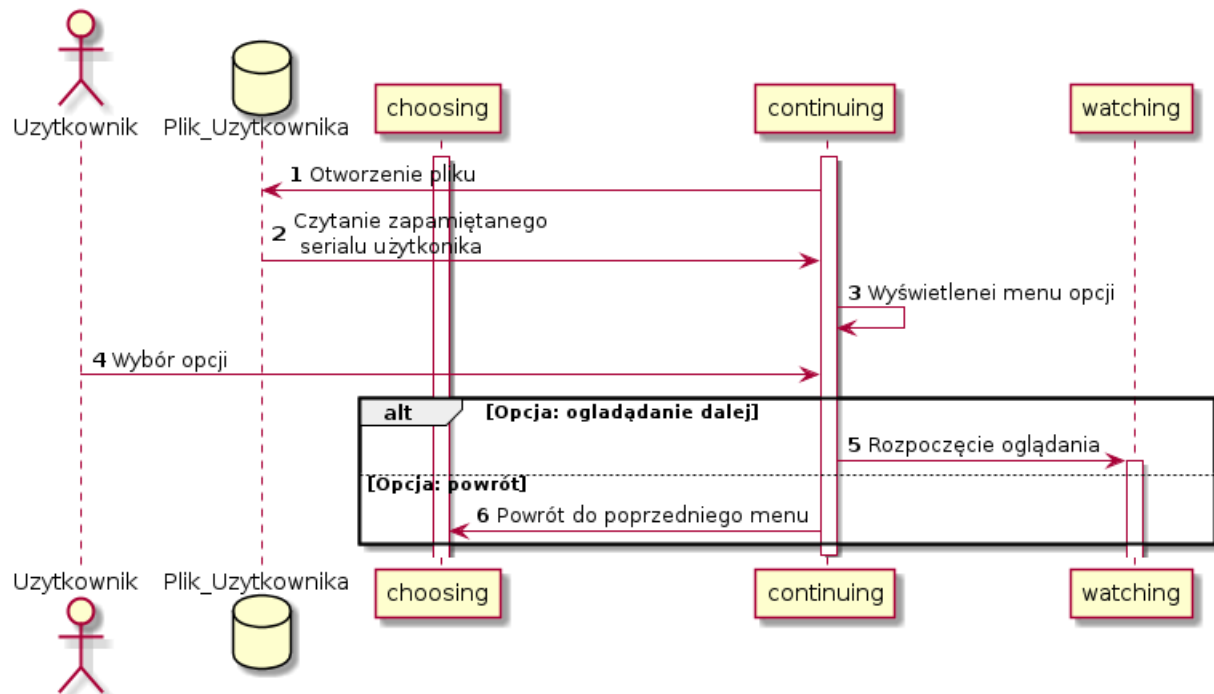 Uzytkownik
Plik_Uzytkownika
choosing
continuing
watching
1 Otworzenie pliku
2 Czytanie zapamiętanego
serialu użytkonika
3 Wyświetlenei menu opcji
4 Wybór opcji
alt [Opcja: ogladądanie dalej]
5 Rozpoczęcie oglądania
[Opcja: powrót]
6 Powrót do poprzedniego menu
Uzytkownik
Plik_Uzytkownika
choosing
continuing
watching